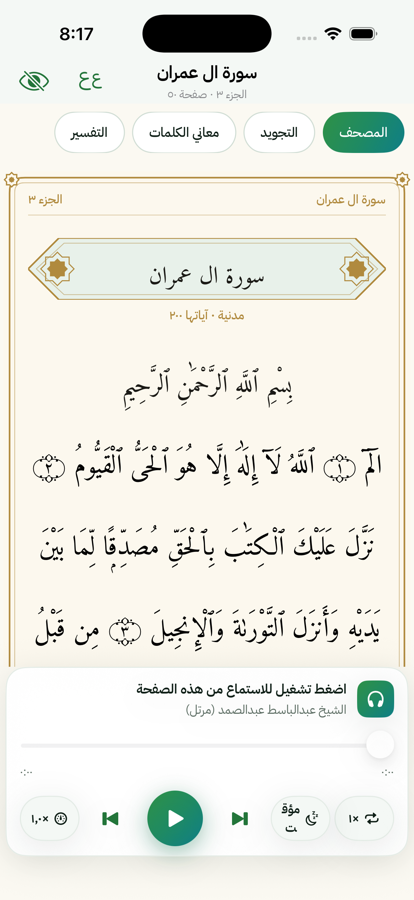 8:17
سورة ال عمران
الجزء ٣ · صفحة ٥٠
عع
المصحف
التجويد
معاني الكلمات
التفسير
سورة ال عمران
الجزء ٣
سورة ال عمران
مدنية · آياتها ٢٠٠
بِسْمِ ٱللَّهِ ٱلرَّحْمَٰنِ ٱلرَّحِيمِ
الٓمٓ ١ ٱللَّهُ لَآ إِلَٰهَ إِلَّا هُوَ ٱلْحَىُّ ٱلْقَيُّومُ ٢
نَزَّلَ عَلَيْكَ ٱلْكِتَٰبَ بِٱلْحَقِّ مُصَدِّقًا لِّمَا بَيْنَ
يَدَيْهِ وَأَنزَلَ ٱلتَّوْرَىٰةَ وَٱلْإِنجِيلَ ٣ مِن قَبْلُ
اضغط تشغيل للاستماع من هذه الصفحة
الشيخ عبدالباسط عبدالصمد (مرتل)
--:--
--:--
١×
مؤقت
١,٠×